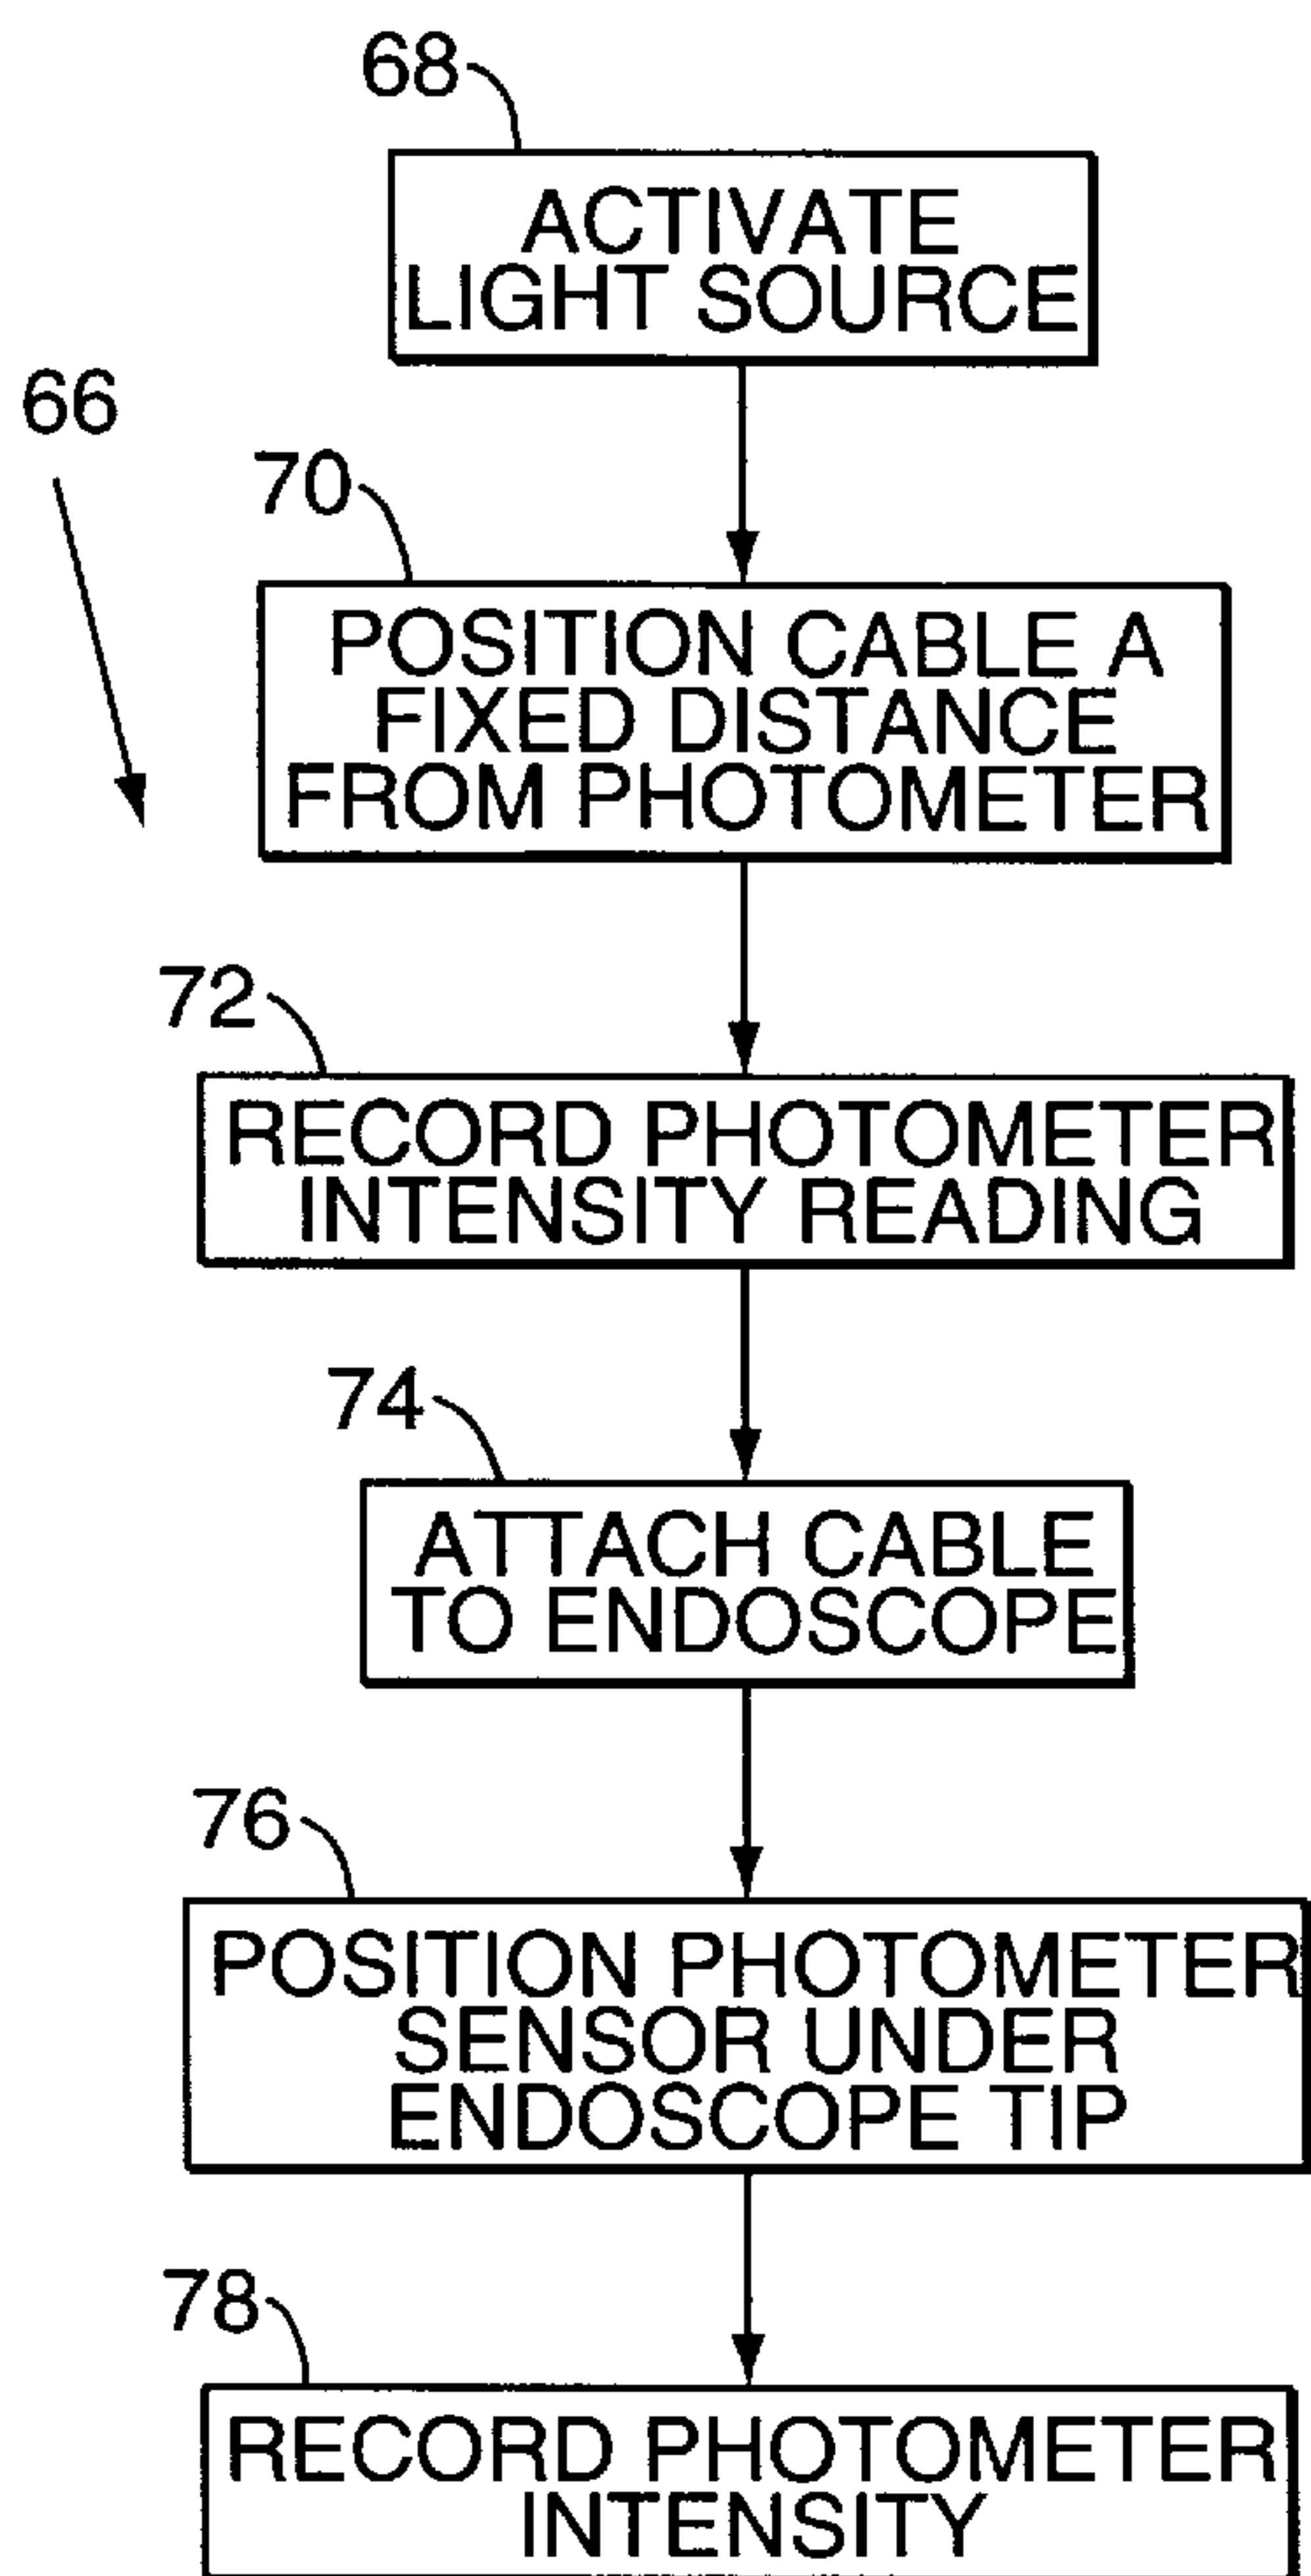 68
ACTIVATE
LIGHT SOURCE
66
70
POSITION CABLE A
FIXED DISTANCE
FROM PHOTOMETER
72
RECORD PHOTOMETER
INTENSITY READING
74
ATTACH CABLE
TO ENDOSCOPE
76
POSITION PHOTOMETER
SENSOR UNDER
ENDOSCOPE TIP
78
RECORD PHOTOMETER
INTENSITY